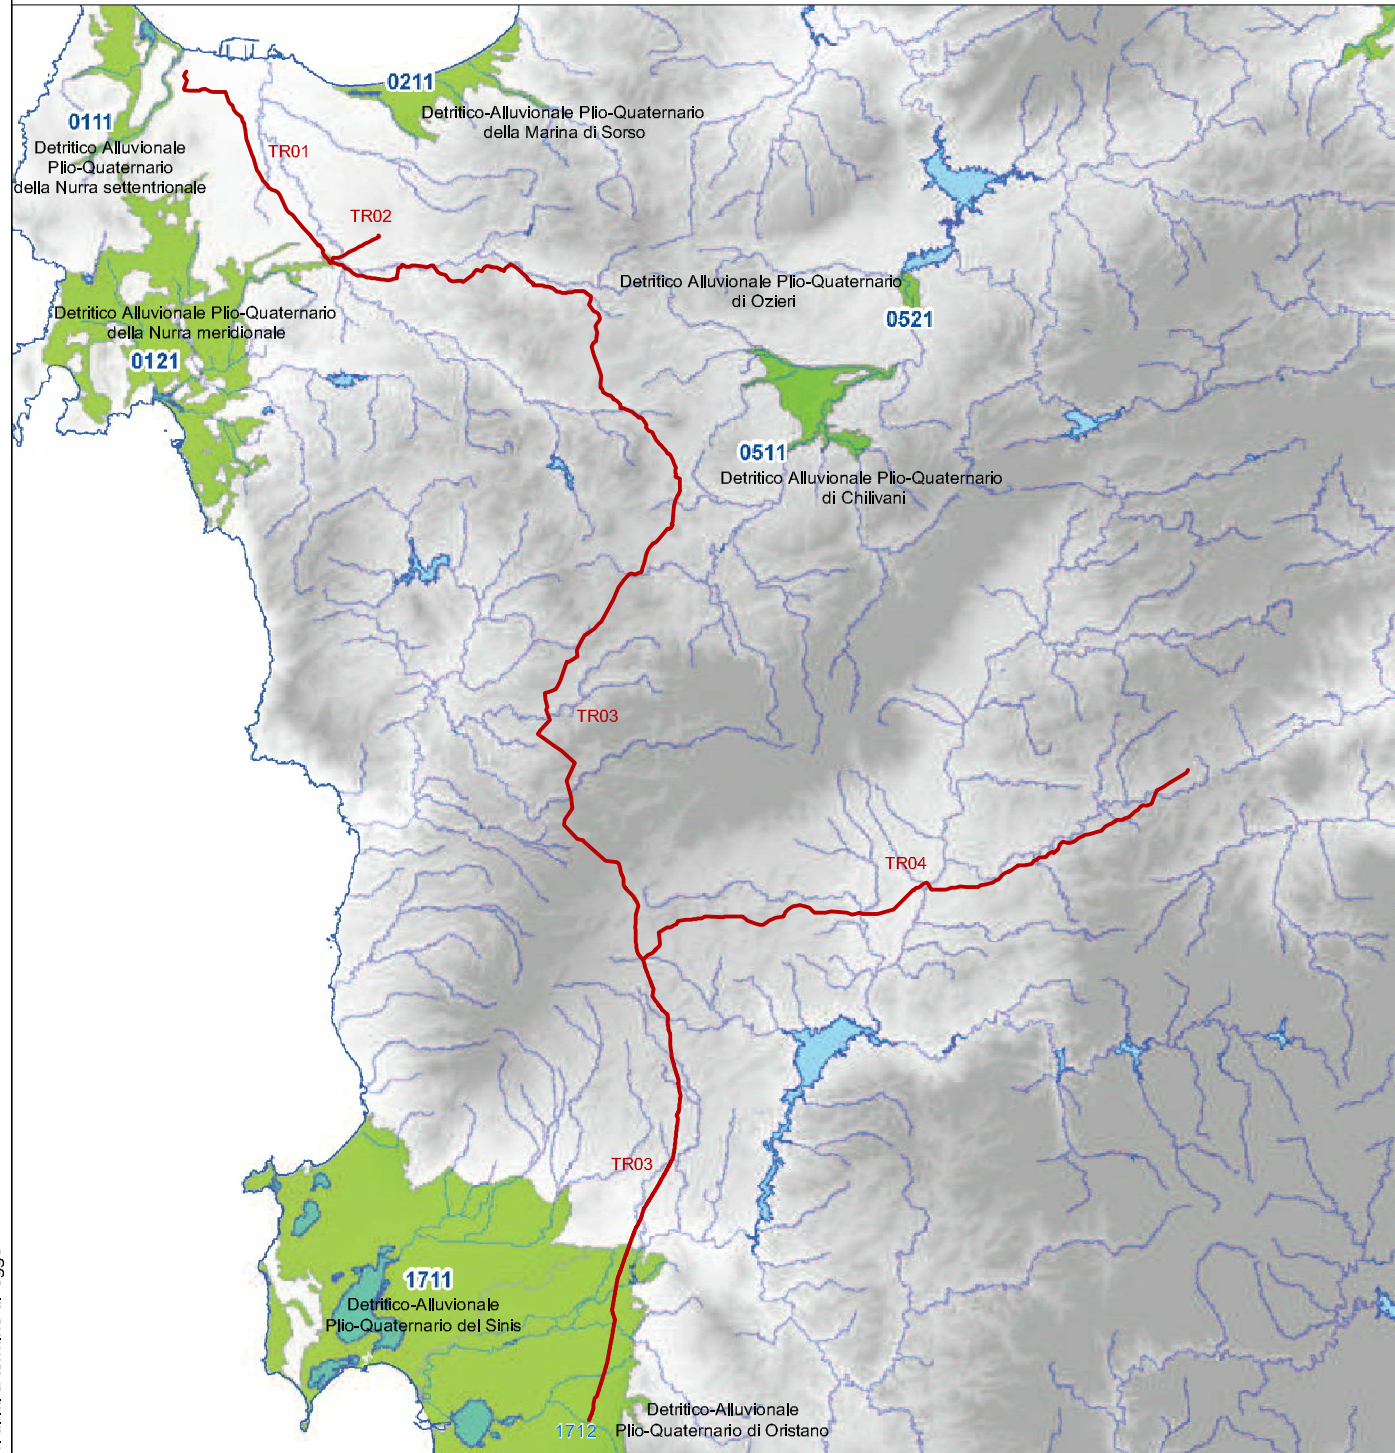 0211
Detritico-Alluvionale Plio-Quaternario
della Marina di Sorso
0111
Detritico Alluvionale
Plio-Quaternario
della Nurra settentrionale
TR01
TR02
Detritico Alluvionale Plio-Quaternario
di Ozieri
0521
Detritico Alluvionale Plio-Quaternario
della Nurra meridionale
0121
0511
Detritico Alluvionale Plio-Quaternario
di Chilivani
TR03
TR04
TR03
1711
Detritico-Alluvionale
Plio-Quaternario del Sinis
1712
Detritico-Alluvionale
Plio-Quaternario di Oristano